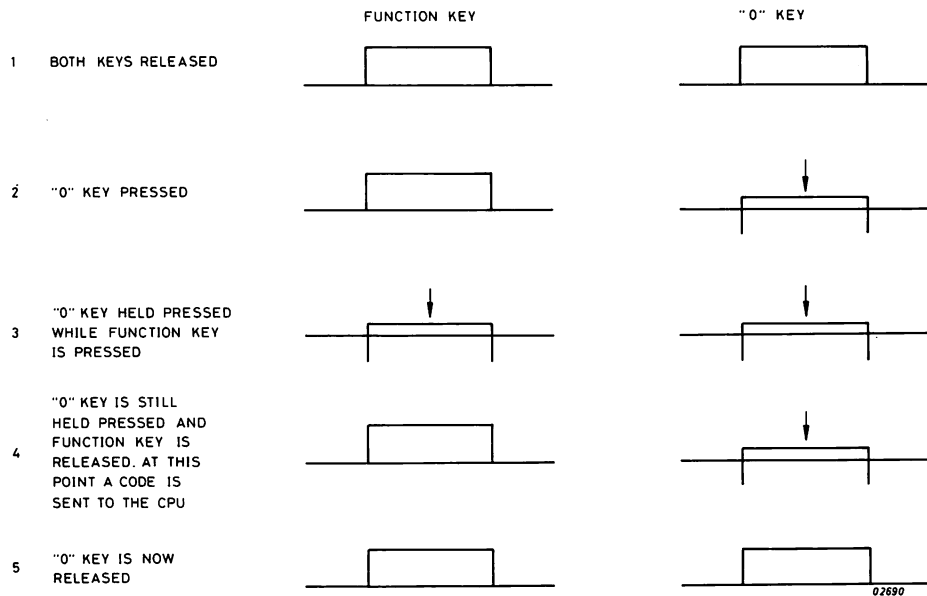 FUNCTION KEY
"0" KEY
1 BOTH KEYS RELEASED
2 "0" KEY PRESSED
3 "0" KEY HELD PRESSED
WHILE FUNCTION KEY
IS PRESSED
4 "0" KEY IS STILL
HELD PRESSED AND
FUNCTION KEY IS
RELEASED. AT THIS
POINT A CODE IS
SENT TO THE CPU
5 "0" KEY IS NOW
RELEASED
02690